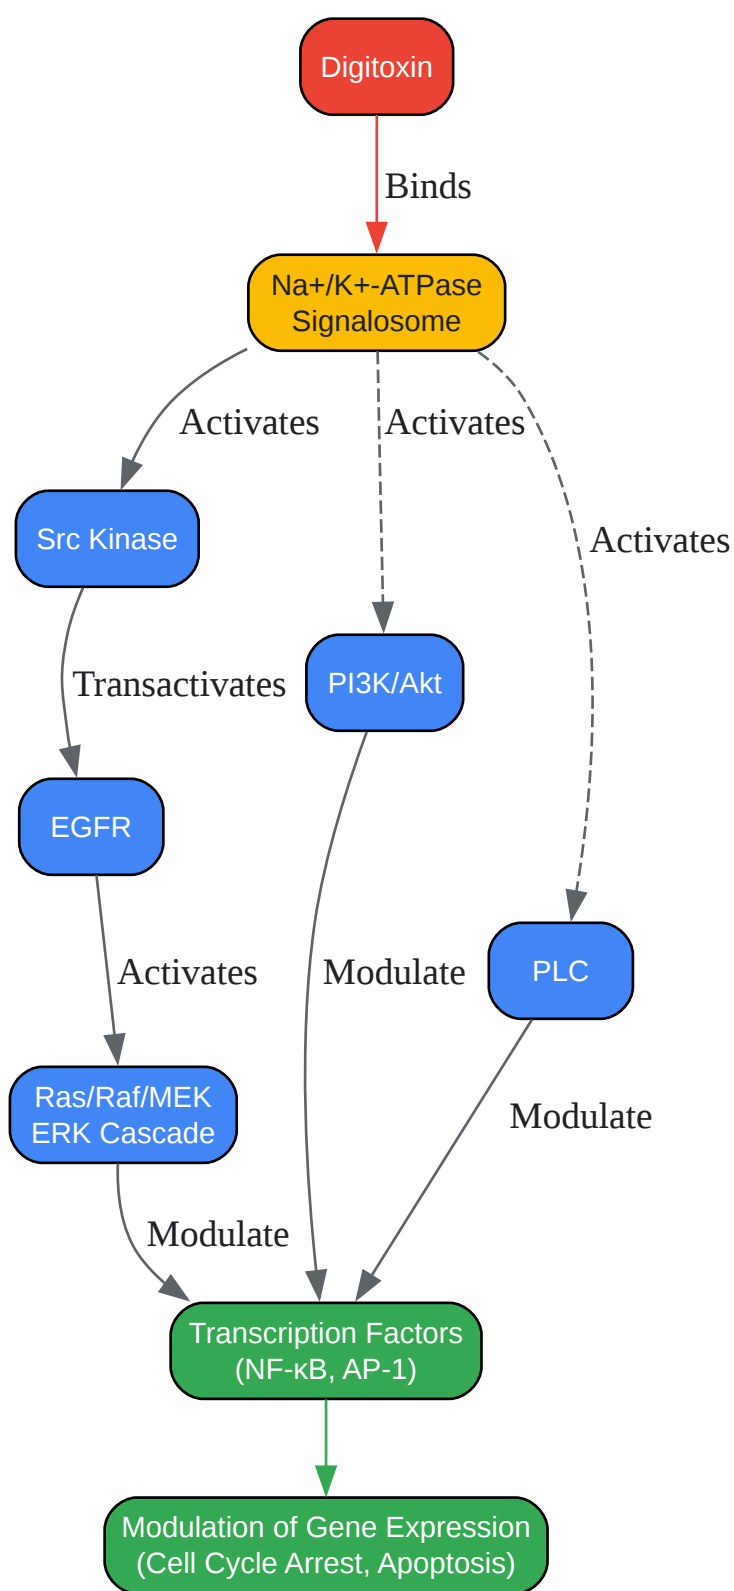 Digitoxin
Binds
Na+/K+-ATPase
Signalosome
Activates
Activates
Activates
Src Kinase
Transactivates
PI3K/Akt
EGFR
Activates
Modulate
PLC
Ras/Raf/MEK
ERK Cascade
Modulate
Modulate
Transcription Factors
(NF-κB, AP-1)
Modulation of Gene Expression
(Cell Cycle Arrest, Apoptosis)